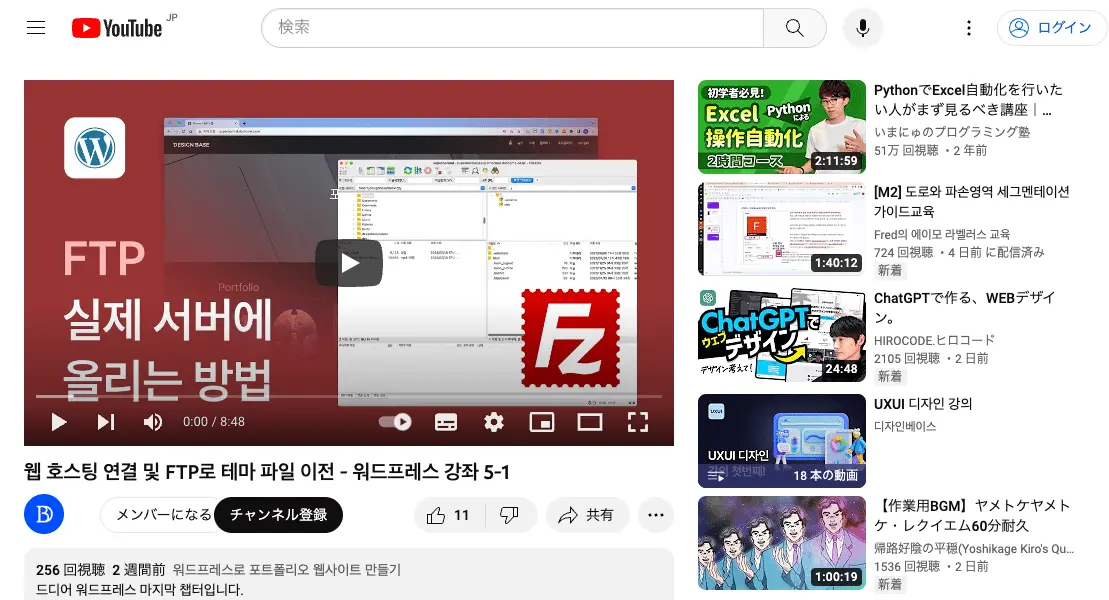 YouTube JP
検索
ログイン
DESIGN BASE
FTP
Portfolio
실제 서버에
올리는 방법
Fz
0:00 / 8:48
웹 호스팅 연결 및 FTP로 테마 파일 이전 - 워드프레스 강좌 5-1
メンバーになる
チャンネル登録
11
共有
256 回視聴 2 週間前 워드프레스로 포트폴리오 웹사이트 만들기
드디어 워드프레스 마지막 챕터입니다.
初学者必見!
Excel Pythonによる
操作自動化
2時間コース
2:11:59
PythonでExcel自動化を行いた
い人がまず見るべき講座｜...
いまにゅのプログラミング塾
51万 回視聴 ・2 年前
1:40:12
[M2] 도로와 파손영역 세그멘테이션
가이드교육
Fred의 에이모 라벨러스 교육
724 回視聴 ・4 日前 に配信済み
新着
ChatGPTで
ウェブ
デザイン
デザイン考えて!
24:48
ChatGPTで作る、WEBデザイ
ン。
HIROCODE.ヒロコード
2105 回視聴 ・2 日前
新着
UXUI
UXUI 디자인
강의 첫번째!
18 本の動画
UXUI 디자인 강의
디자인베이스
1:00:19
【作業用BGM】ヤメトケヤメト
ケ・レクイエム60分耐久
帰路好陰の平穏(Yoshikage Kiro's Qu...
1536 回視聴 ・2 日前
新着